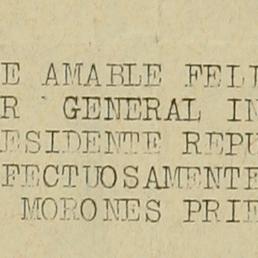 E AMABLE FELI
R GENERAL IN
ESIDENTE REPU
FECTUOSAMENTE
MORONES PRIE